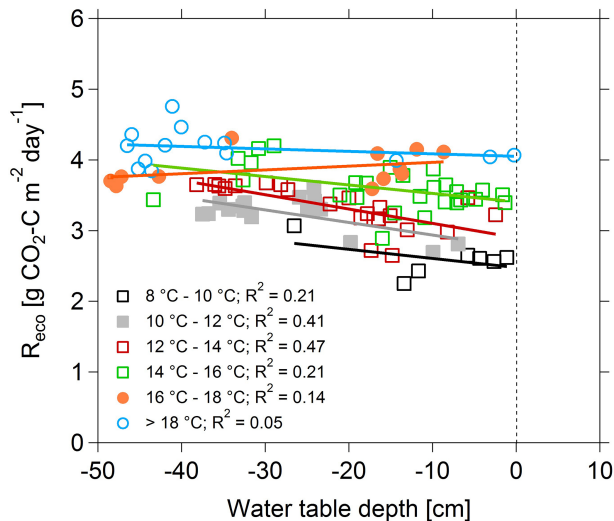 6
5
4
3
2
1
0
R_eco [g CO₂-C m⁻² day⁻¹]
8 °C - 10 °C; R² = 0.21
10 °C - 12 °C; R² = 0.41
12 °C - 14 °C; R² = 0.47
14 °C - 16 °C; R² = 0.21
16 °C - 18 °C; R² = 0.14
> 18 °C; R² = 0.05
-50 -40 -30 -20 -10 0 10
Water table depth [cm]